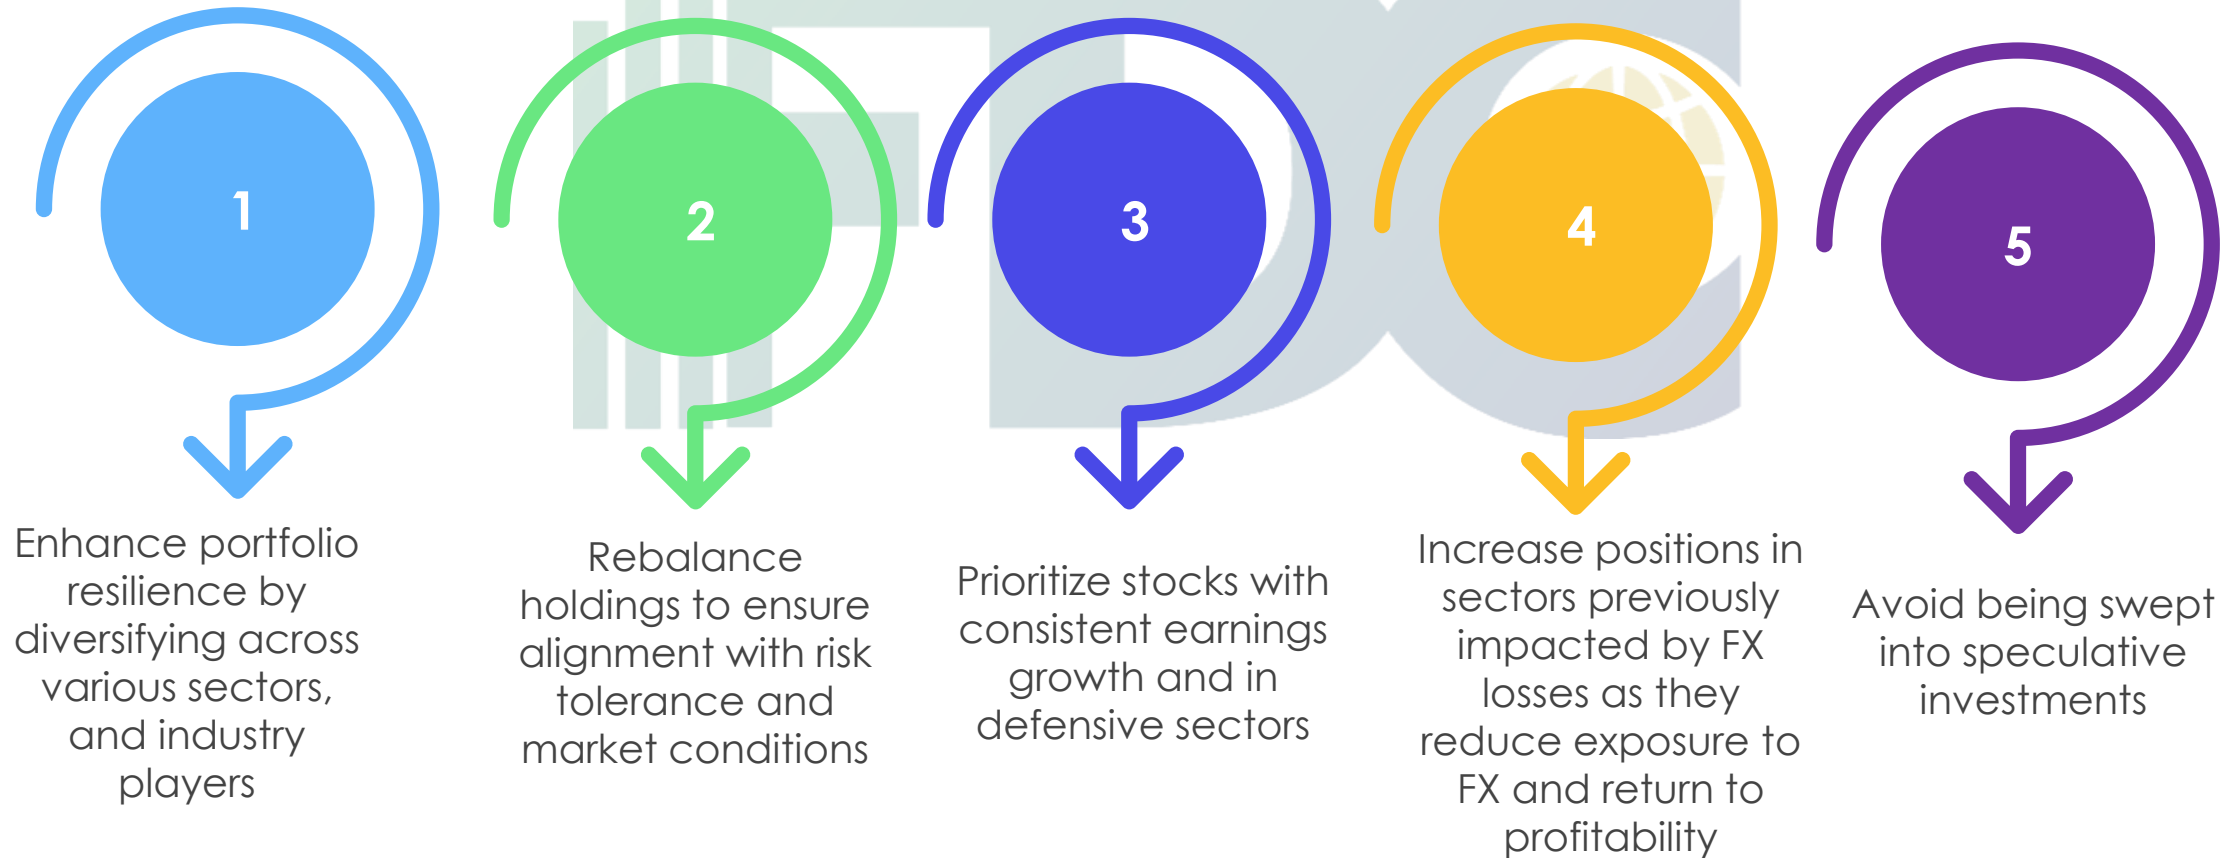 1
Enhance portfolio
resilience by
diversifying across
various sectors,
and industry
players
2
Rebalance
holdings to ensure
alignment with risk
tolerance and
market conditions
3
Prioritize stocks with
consistent earnings
growth and in
defensive sectors
4
Increase positions in
sectors previously
impacted by FX
losses as they
reduce exposure to
FX and return to
profitability
5
Avoid being swept
into speculative
investments
FDC